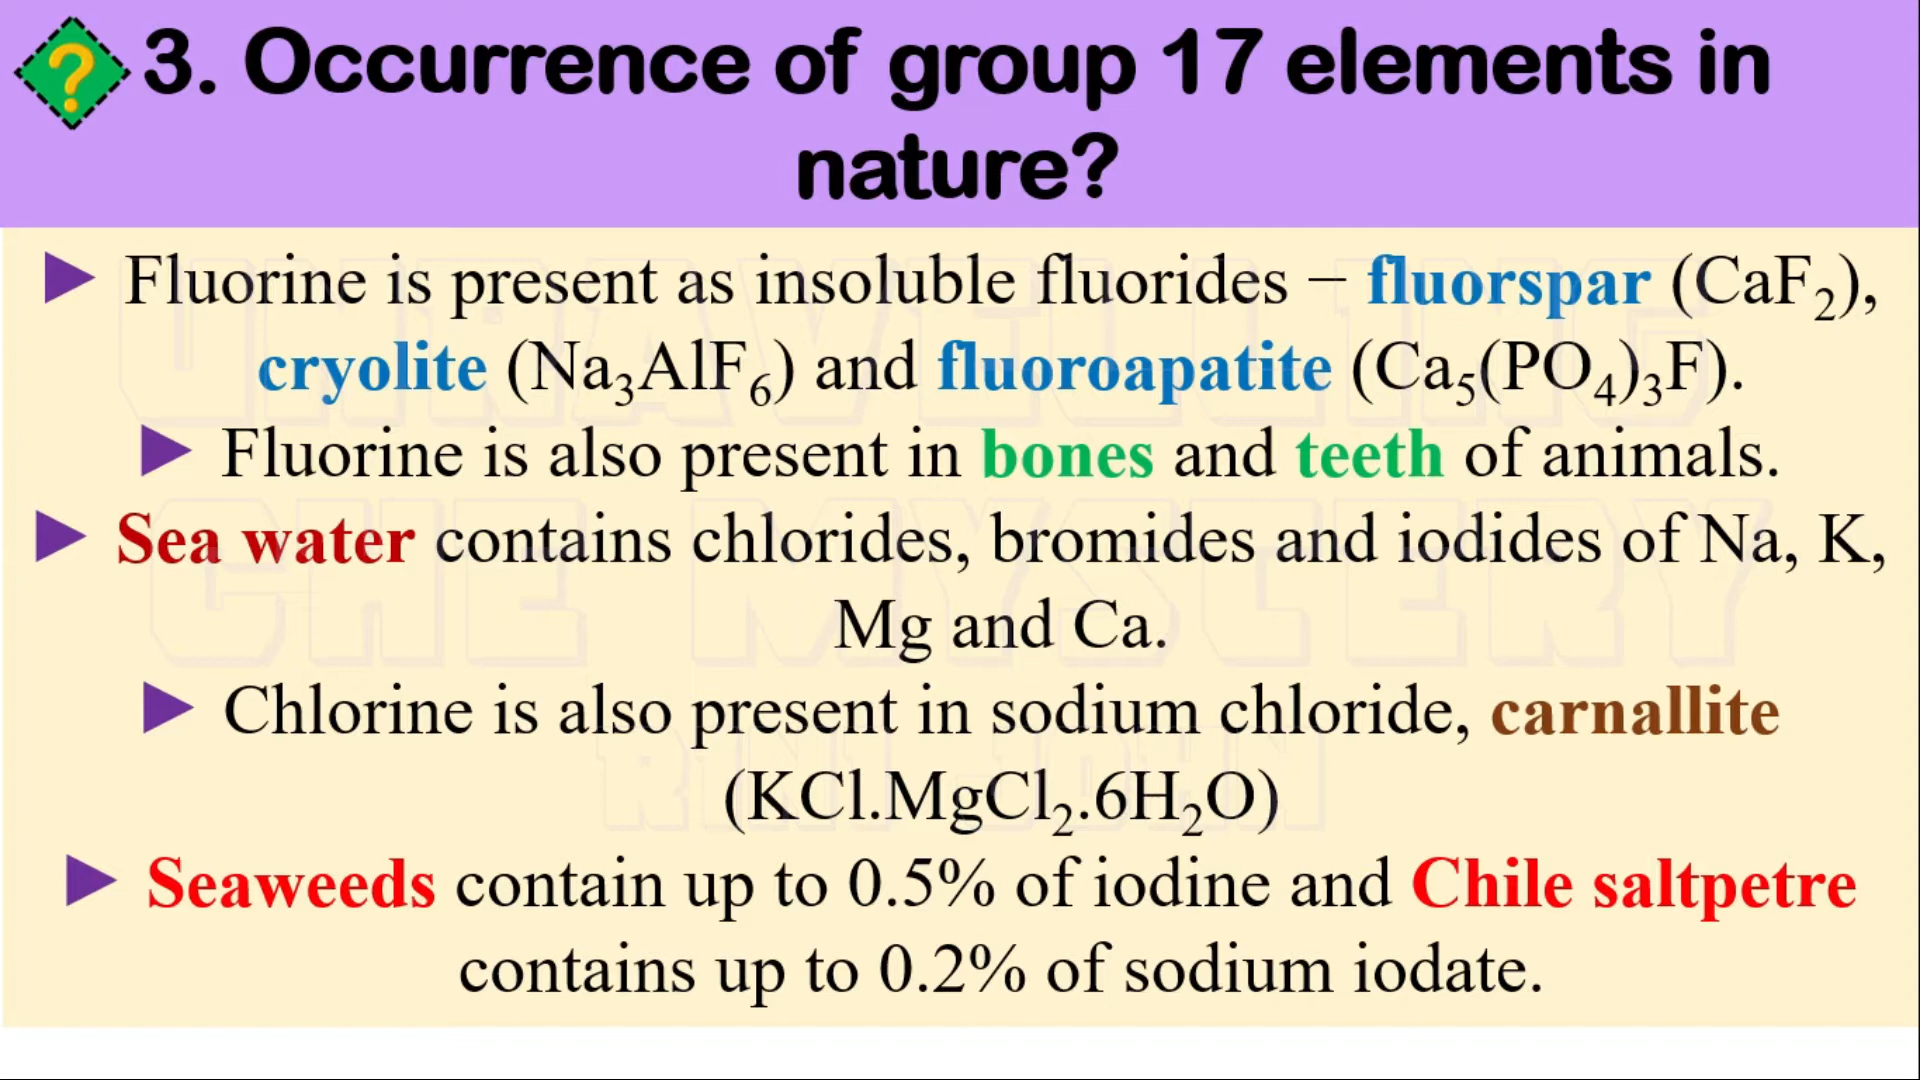 3. Occurrence of group 17 elements in
nature?
► Fluorine is present as insoluble fluorides − fluorspar (CaF₂),
cryolite (Na₃AlF₆) and fluoroapatite (Ca₅(PO₄)₃F).
► Fluorine is also present in bones and teeth of animals.
► Sea water contains chlorides, bromides and iodides of Na, K,
Mg and Ca.
► Chlorine is also present in sodium chloride, carnallite
(KCl.MgCl₂.6H₂O)
► Seaweeds contain up to 0.5% of iodine and Chile saltpetre
contains up to 0.2% of sodium iodate.